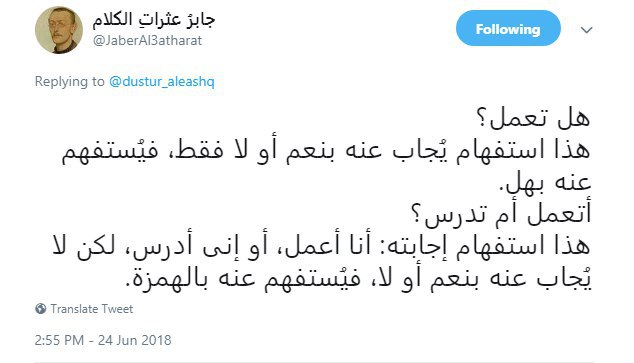 جابرُ عثراتِ الكلام
@JaberAl3atharat
Following
Replying to @dustur_aleashq
هل تعمل؟
هذا استفهام يُجاب عنه بنعم أو لا فقط، فيُستفهم
عنه بهل.
أتعمل أم تدرس؟
هذا استفهام إجابته: أنا أعمل، أو إنى أدرس، لكن لا
يُجاب عنه بنعم أو لا، فيُستفهم عنه بالهمزة.
Translate Tweet
2:55 PM - 24 Jun 2018